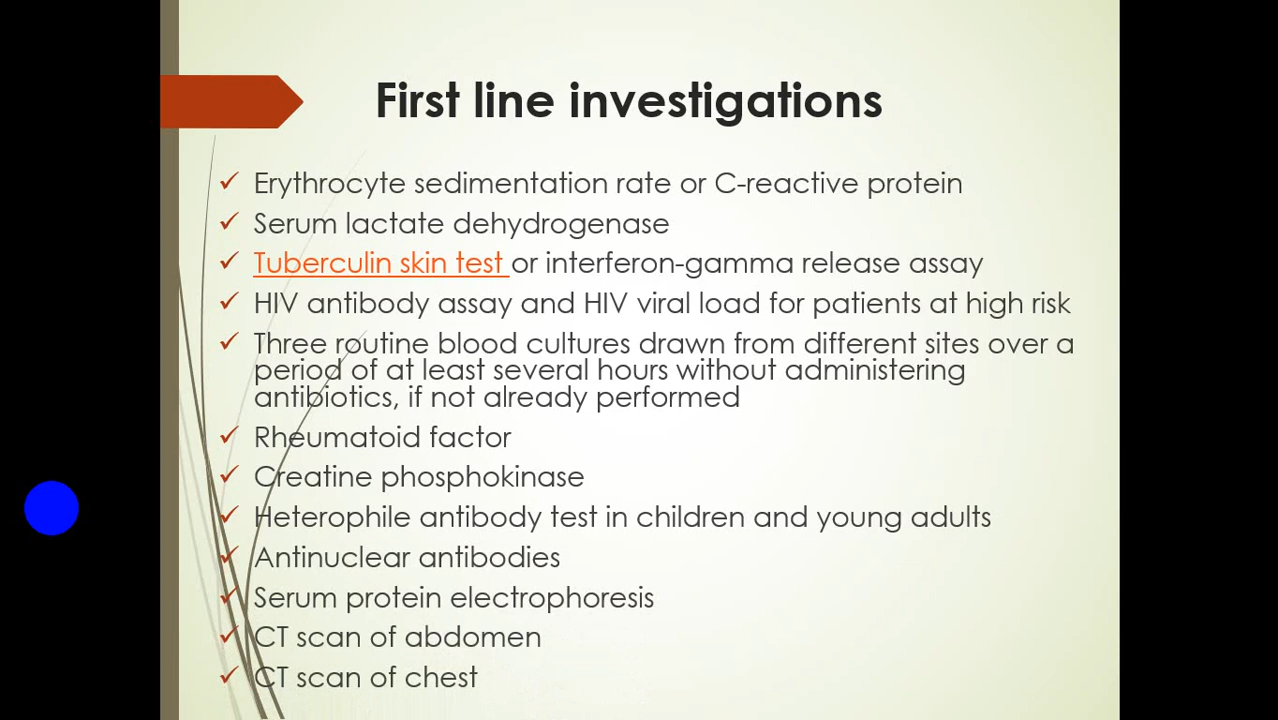 First line investigations
Erythrocyte sedimentation rate or C-reactive protein
Serum lactate dehydrogenase
Tuberculin skin test or interferon-gamma release assay
HIV antibody assay and HIV viral load for patients at high risk
Three routine blood cultures drawn from different sites over a
period of at least several hours without administering
antibiotics, if not already performed
Rheumatoid factor
Creatine phosphokinase
Heterophile antibody test in children and young adults
Antinuclear antibodies
Serum protein electrophoresis
CT scan of abdomen
CT scan of chest